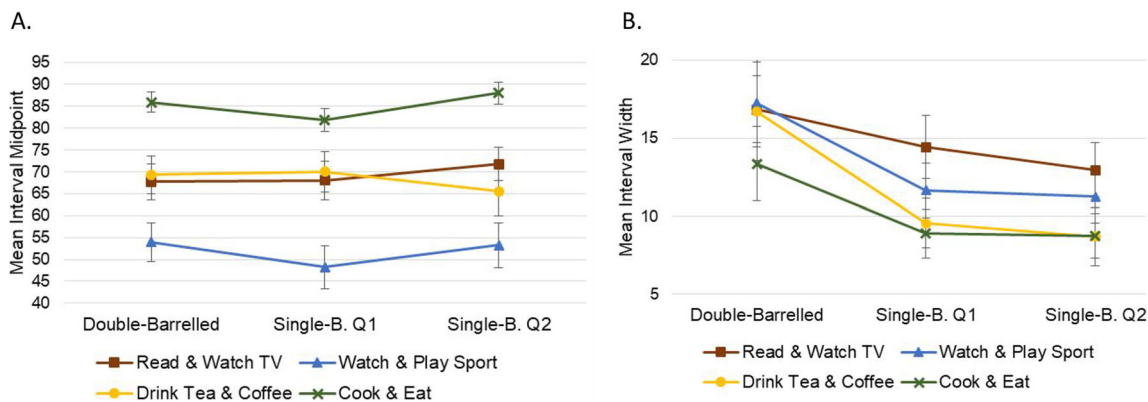 A.
Mean Interval Midpoint
95
90
85
80
75
70
65
60
55
50
45
40
Double-Barrelled Single-B. Q1 Single-B. Q2
Read & Watch TV Watch & Play Sport
Drink Tea & Coffee Cook & Eat
B.
Mean Interval Width
20
15
10
5
Double-Barrelled Single-B. Q1 Single-B. Q2
Read & Watch TV Watch & Play Sport
Drink Tea & Coffee Cook & Eat